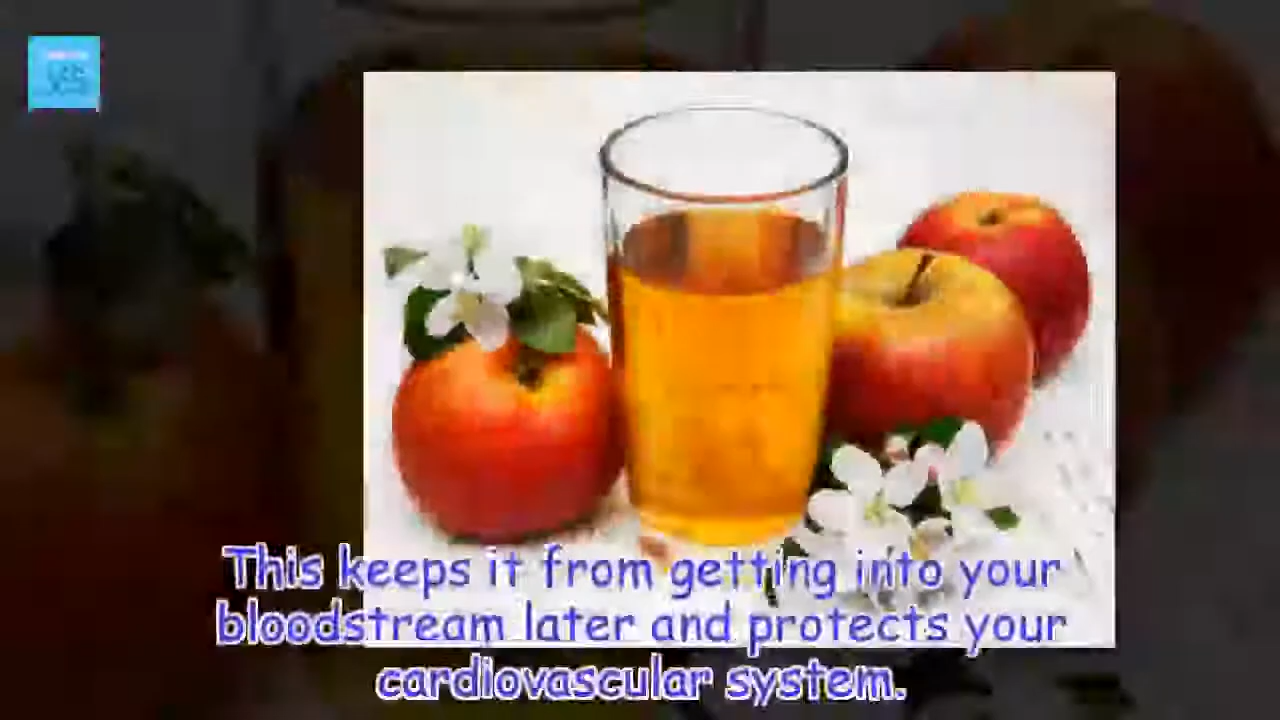 This keeps it from getting into your
bloodstream later and protects your
cardiovascular system.